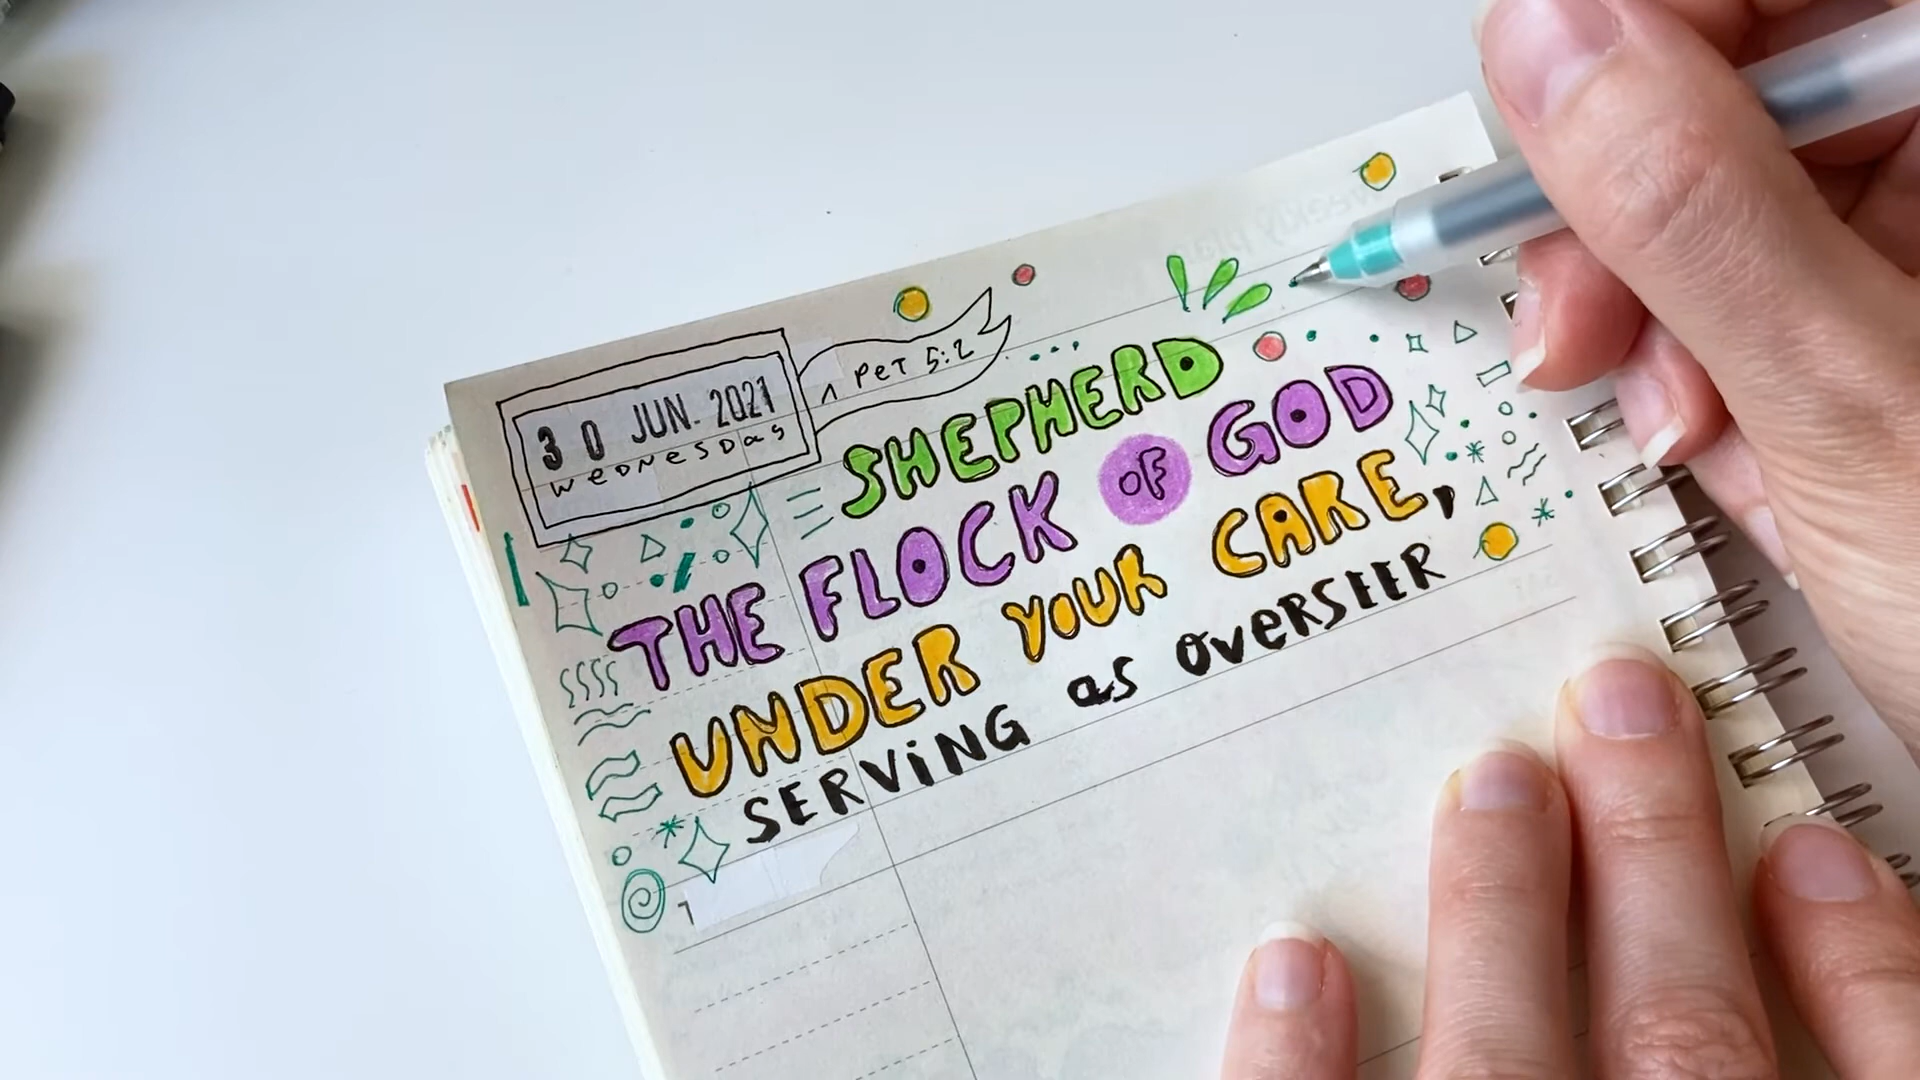 30 JUN. 2021
WEDNESDAY
1 PET 5:2
SHEPHERD
THE FLOCK OF GOD
UNDER YOUR CARE,
SERVING as OVERSEER